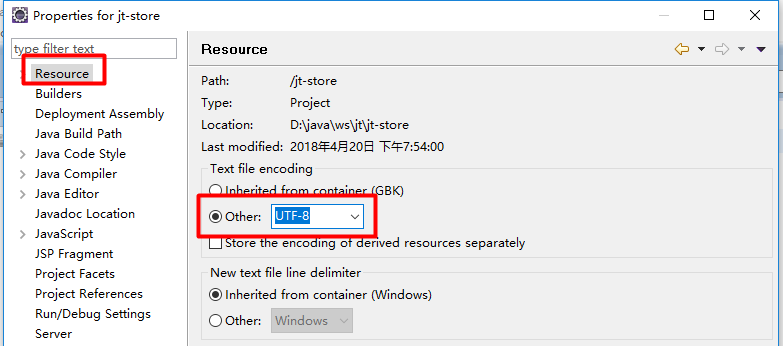 Properties for jt-store
type filter text
Resource
Builders
Deployment Assembly
Java Build Path
Java Code Style
Java Compiler
Java Editor
Javadoc Location
JavaScript
JSP Fragment
Project Facets
Project References
Run/Debug Settings
Server
Resource
Path: /jt-store
Type: Project
Location: D:\java\ws\jt\jt-store
Last modified: 2018年4月20日 下午7:54:00
Text file encoding
Inherited from container (GBK)
Other: UTF-8
Store the encoding of derived resources separately
New text file line delimiter
Inherited from container (Windows)
Other: Windows